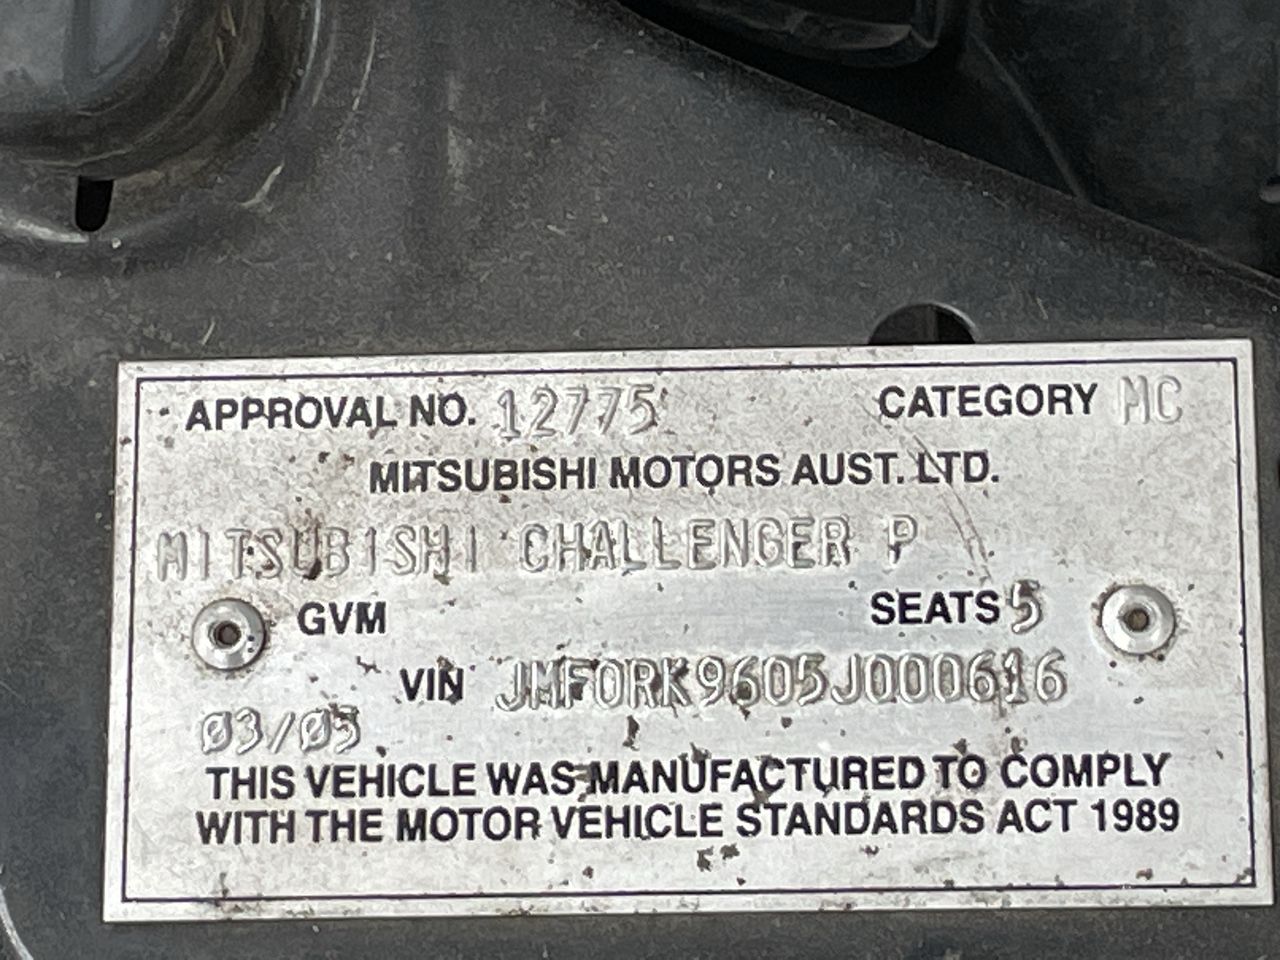 APPROVAL NO. 12775 CATEGORY MC
MITSUBISHI MOTORS AUST. LTD.
MITSUBISHI CHALLENGER P
GVM SEATS 5
VIN JMF0RK9605J000616
03/05
THIS VEHICLE WAS MANUFACTURED TO COMPLY
WITH THE MOTOR VEHICLE STANDARDS ACT 1989